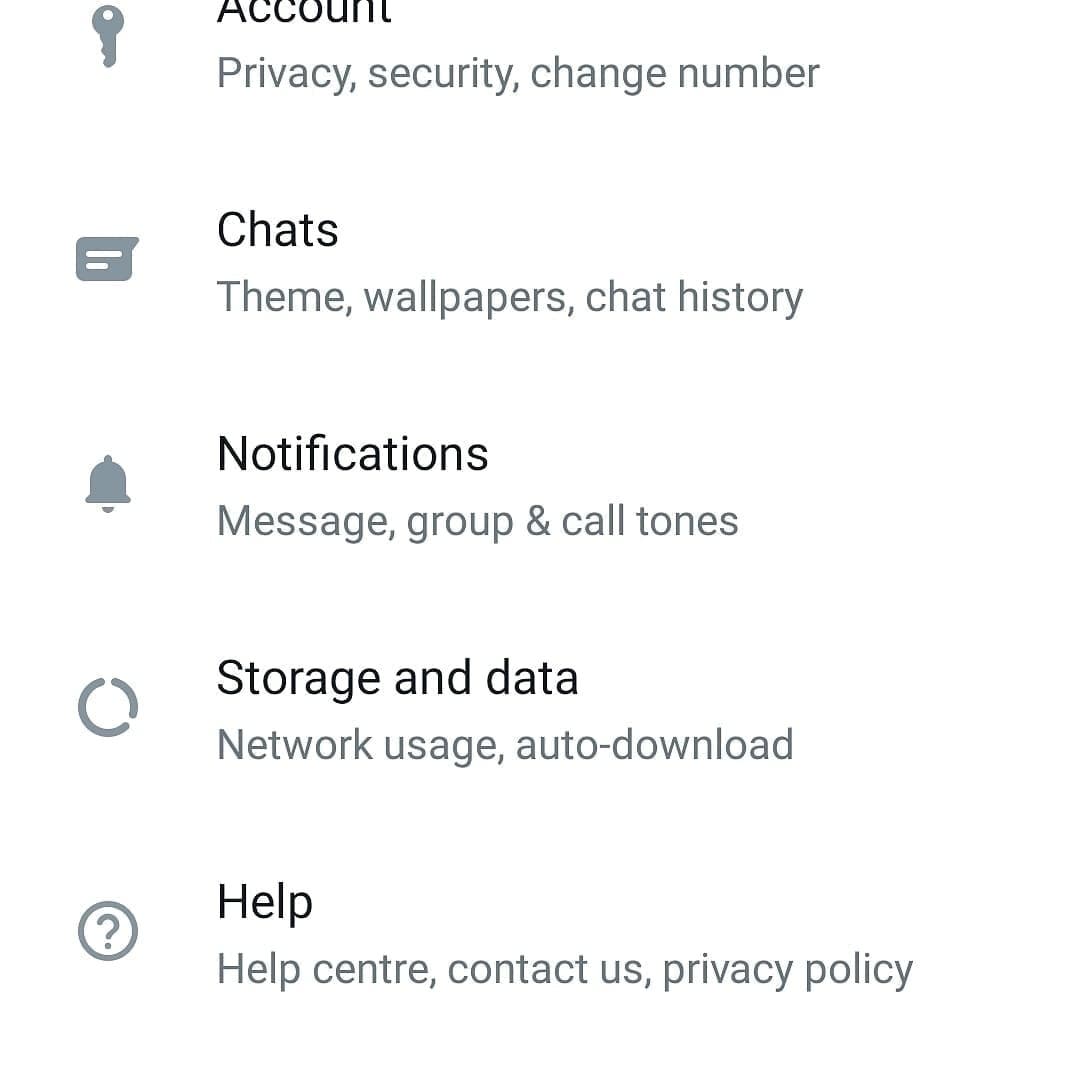 Account
Privacy, security, change number
Chats
Theme, wallpapers, chat history
Notifications
Message, group & call tones
Storage and data
Network usage, auto-download
Help
Help centre, contact us, privacy policy